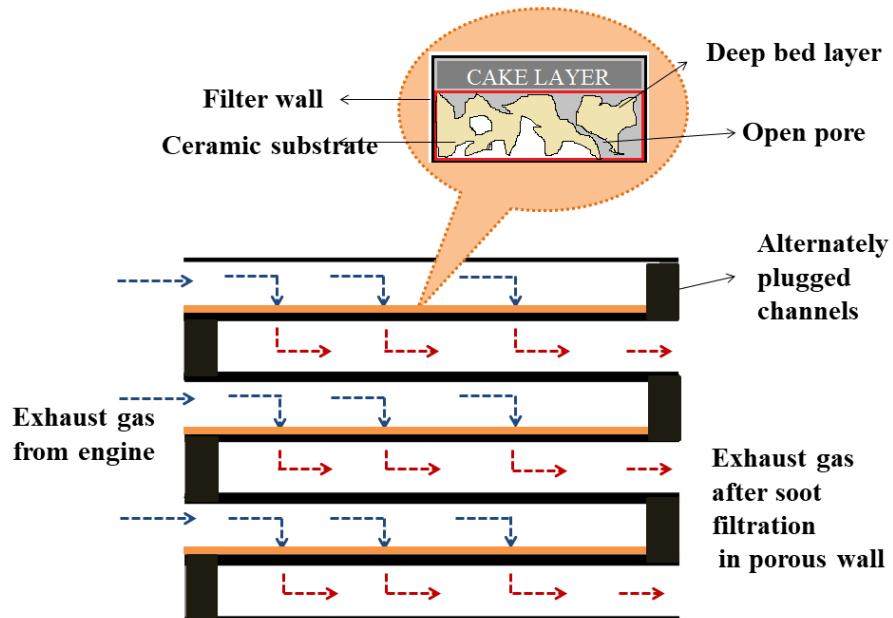 CAKE LAYER
Deep bed layer
Filter wall
Ceramic substrate
Open pore
Alternately
plugged
channels
Exhaust gas
from engine
Exhaust gas
after soot
filtration
in porous wall